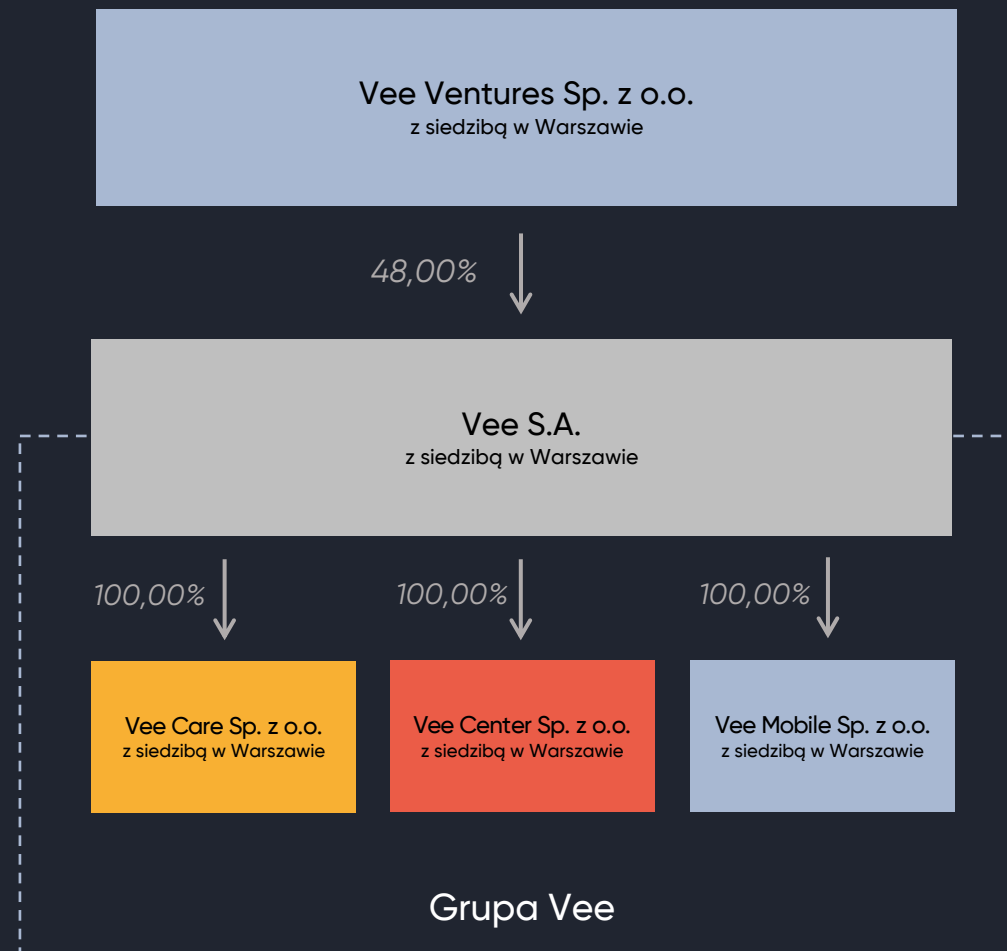 Vee Ventures Sp. z o.o.
z siedzibą w Warszawie
48,00%
Vee S.A.
z siedzibą w Warszawie
100,00%
100,00%
100,00%
Vee Care Sp. z o.o.
z siedzibą w Warszawie
Vee Center Sp. z o.o.
z siedzibą w Warszawie
Vee Mobile Sp. z o.o.
z siedzibą w Warszawie
Grupa Vee